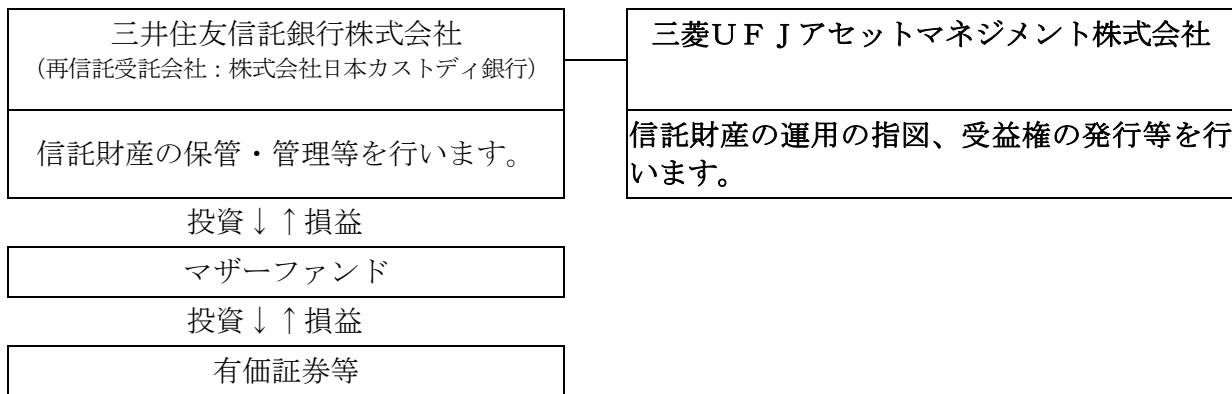 三井住友信託銀行株式会社
(再信託受託会社:株式会社日本カストディ銀行)
信託財産の保管・管理等を行います。
三菱UFJアセットマネジメント株式会社
信託財産の運用の指図、受益権の発行等を行
います。
投資↓↑損益
マザーファンド
投資↓↑損益
有価証券等